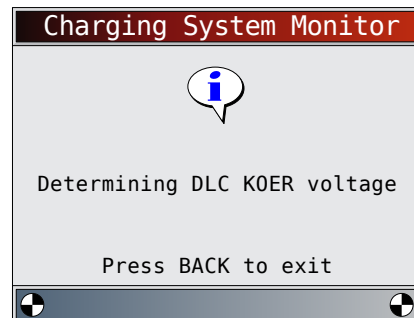 Charging System Monitor
i
Determining DLC KOER voltage
Press BACK to exit